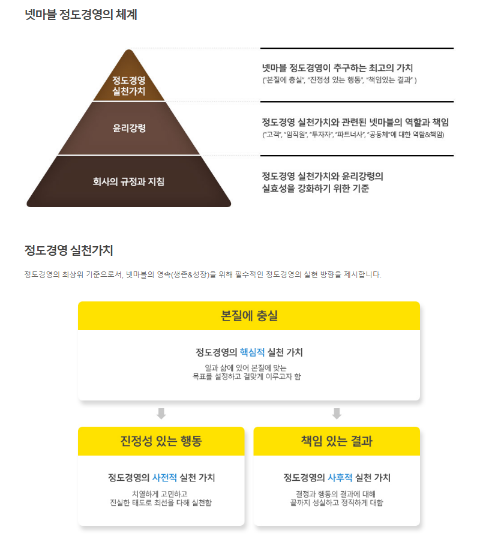 넷마블 정도경영의 체계
정도경영
실천가치
넷마블 정도경영이 추구하는 최고의 가치
("본질에 충실", "진정성 있는 행동", "책임있는 결과" )
윤리강령
정도경영 실천가치와 관련된 넷마블의 역할과 책임
("고객", "임직원", "투자자", "파트너사", "공동체"에 대한 역할&책임)
회사의 규정과 지침
정도경영 실천가치와 윤리강령의
실효성을 강화하기 위한 기준
정도경영 실천가치
정도경영의 최상위 기준으로서, 넷마블의 영속(생존&성장)을 위해 필수적인 정도경영의 실현 방향을 제시합니다.
본질에 충실
정도경영의 핵심적 실천 가치
일과 삶에 있어 본질에 맞는
목표를 설정하고 걸맞게 이루고자 함
진정성 있는 행동
정도경영의 사전적 실천 가치
치열하게 고민하고
진실한 태도로 최선을 다해 실천함
책임 있는 결과
정도경영의 사후적 실천 가치
결정과 행동의 결과에 대해
끝까지 성실하고 정직하게 대함